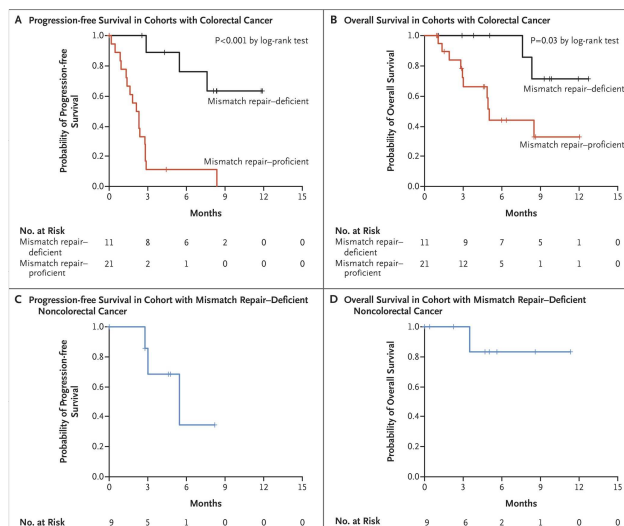 A Progression-free Survival in Cohorts with Colorectal Cancer
P<0.001 by log-rank test
Probability of Progression-free
Survival
1.0
0.8
0.6
0.4
0.2
0.0
Mismatch repair–deficient
Mismatch repair–proficient
0 3 6 9 12 15
Months
No. at Risk
Mismatch repair–
deficient
11 8 6 2 0 0
Mismatch repair–
proficient
21 2 1 0 0 0
B Overall Survival in Cohorts with Colorectal Cancer
P=0.03 by log-rank test
Probability of Overall Survival
1.0
0.8
0.6
0.4
0.2
0.0
Mismatch repair–deficient
Mismatch repair–proficient
0 3 6 9 12 15
Months
No. at Risk
Mismatch repair–
deficient
11 9 7 5 1 0
Mismatch repair–
proficient
21 12 5 1 1 0
C Progression-free Survival in Cohort with Mismatch Repair–Deficient
Noncolorectal Cancer
Probability of Progression-free
Survival
1.0
0.8
0.6
0.4
0.2
0.0
0 3 6 9 12 15
Months
No. at Risk 9 5 1 0 0 0
D Overall Survival in Cohort with Mismatch Repair–Deficient
Noncolorectal Cancer
Probability of Overall Survival
1.0
0.8
0.6
0.4
0.2
0.0
0 3 6 9 12 15
Months
No. at Risk 9 6 2 1 0 0